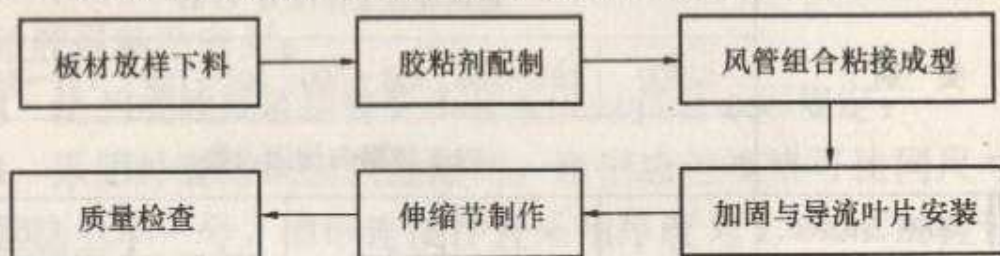 板材放样下料
胶粘剂配制
风管组合粘接成型
加固与导流叶片安装
伸缩节制作
质量检查